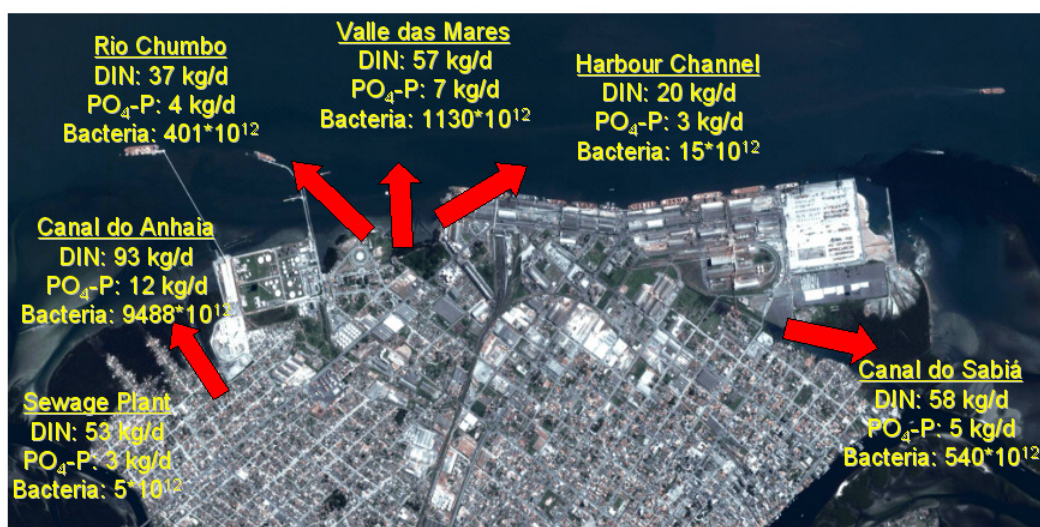 Rio Chumbo
DIN: 37 kg/d
PO₄-P: 4 kg/d
Bacteria: 401*10¹²
Valle das Mares
DIN: 57 kg/d
PO₄-P: 7 kg/d
Bacteria: 1130*10¹²
Harbour Channel
DIN: 20 kg/d
PO₄-P: 3 kg/d
Bacteria: 15*10¹²
Canal do Anhaia
DIN: 93 kg/d
PO₄-P: 12 kg/d
Bacteria: 9488*10¹²
Sewage Plant
DIN: 53 kg/d
PO₄-P: 3 kg/d
Bacteria: 5*10¹²
Canal do Sabiá
DIN: 58 kg/d
PO₄-P: 5 kg/d
Bacteria: 540*10¹²